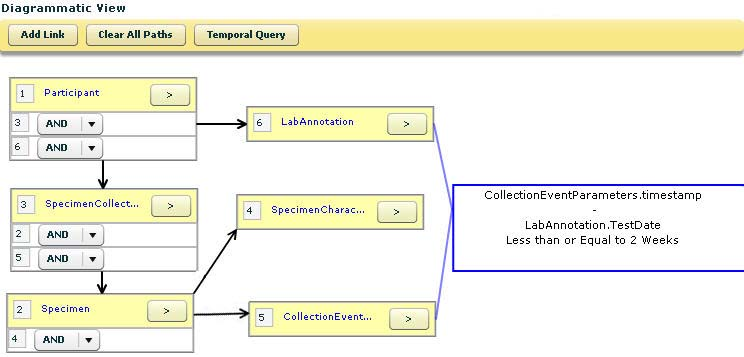 Diagrammatic View
Add Link Clear All Paths Temporal Query
1 Participant >
3 AND
6 AND
6 LabAnnotation >
3 SpecimenCollect... >
2 AND
5 AND
4 SpecimenCharac... >
CollectionEventParameters.timestamp
-
LabAnnotation.TestDate
Less than or Equal to 2 Weeks
2 Specimen >
4 AND
5 CollectionEvent... >